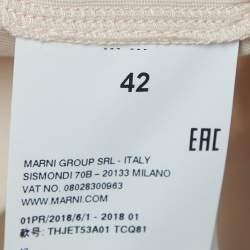 42
EAC
MARNI GROUP SRL - ITALY
SISMONDI 70B - 20133 MILANO
VAT NO. 08028300963
WWW.MARNI.COM
01PR/2018/6/1 - 2018 01
款号: THJET53A01 TCQ81